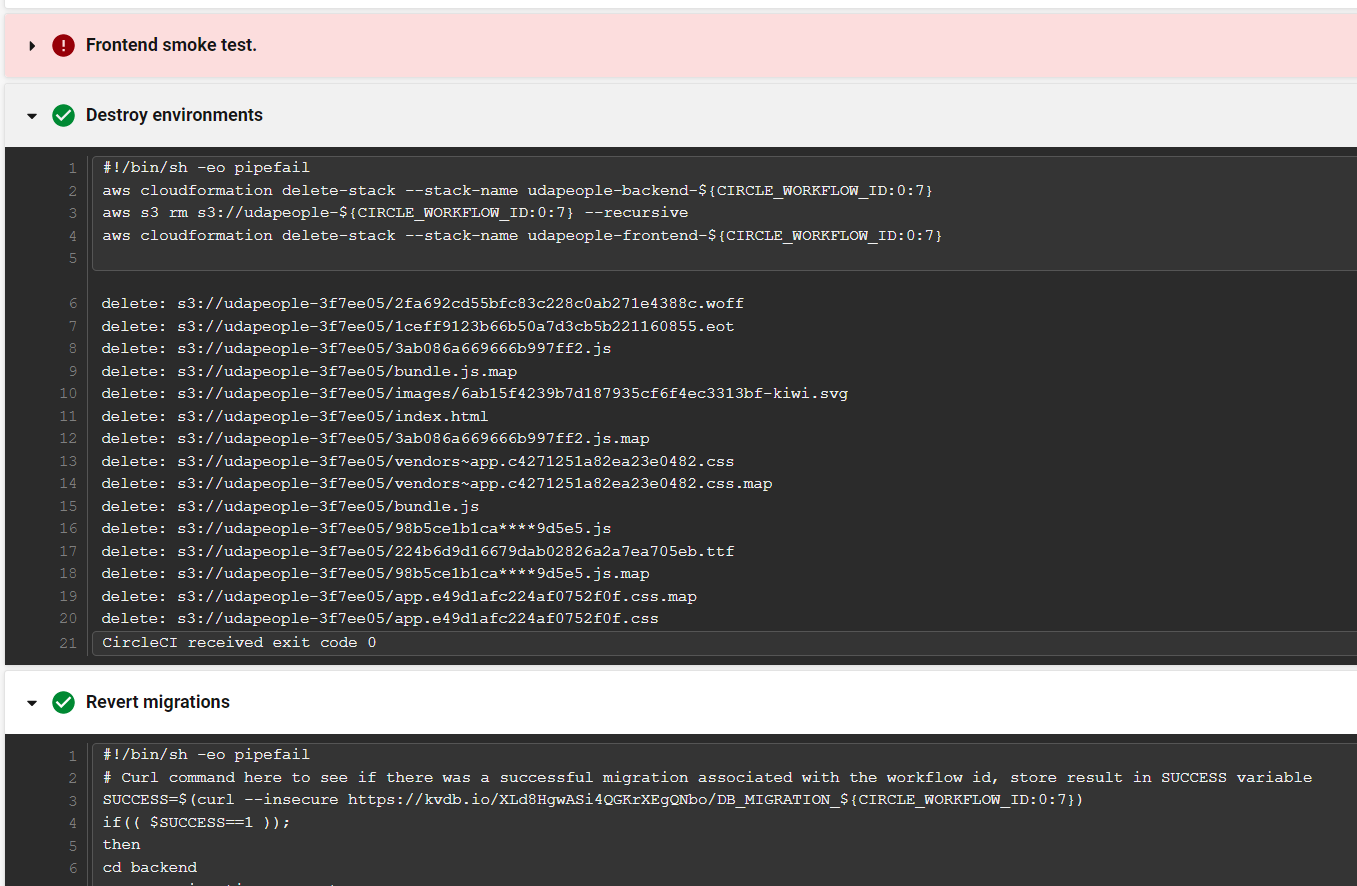 Frontend smoke test.
Destroy environments
1 #!/bin/sh -eo pipefail
2 aws cloudformation delete-stack --stack-name udapeople-backend-${CIRCLE_WORKFLOW_ID:0:7}
3 aws s3 rm s3://udapeople-${CIRCLE_WORKFLOW_ID:0:7} --recursive
4 aws cloudformation delete-stack --stack-name udapeople-frontend-${CIRCLE_WORKFLOW_ID:0:7}
5
6 delete: s3://udapeople-3f7ee05/2fa692cd55bfc83c228c0ab271e4388c.woff
7 delete: s3://udapeople-3f7ee05/1ceff9123b66b50a7d3cb5b221160855.eot
8 delete: s3://udapeople-3f7ee05/3ab086a669666b997ff2.js
9 delete: s3://udapeople-3f7ee05/bundle.js.map
10 delete: s3://udapeople-3f7ee05/images/6ab15f4239b7d187935cf6f4ec3313bf-kiwi.svg
11 delete: s3://udapeople-3f7ee05/index.html
12 delete: s3://udapeople-3f7ee05/3ab086a669666b997ff2.js.map
13 delete: s3://udapeople-3f7ee05/vendors~app.c4271251a82ea23e0482.css
14 delete: s3://udapeople-3f7ee05/vendors~app.c4271251a82ea23e0482.css.map
15 delete: s3://udapeople-3f7ee05/bundle.js
16 delete: s3://udapeople-3f7ee05/98b5ce1b1ca****9d5e5.js
17 delete: s3://udapeople-3f7ee05/224b6d9d16679dab02826a2a7ea705eb.ttf
18 delete: s3://udapeople-3f7ee05/98b5ce1b1ca****9d5e5.js.map
19 delete: s3://udapeople-3f7ee05/app.e49d1afc224af0752f0f.css.map
20 delete: s3://udapeople-3f7ee05/app.e49d1afc224af0752f0f.css
21 CircleCI received exit code 0
Revert migrations
1 #!/bin/sh -eo pipefail
2 # Curl command here to see if there was a successful migration associated with the workflow id, store result in SUCCESS variable
3 SUCCESS=$(curl --insecure https://kvdb.io/XLd8HgwASi4QGKrXEgQNbo/DB_MIGRATION_${CIRCLE_WORKFLOW_ID:0:7})
4 if(( $SUCCESS==1 ));
5 then
6 cd backend